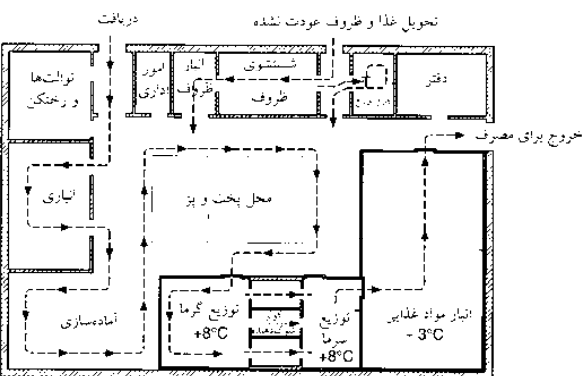 دریافت
تحویل غذا و ظروف عودت نشده
توالت‌ها
و رختکن
امور
اداری
انبار
ظروف
شستشوی
ظروف
دفتر
خروج برای مصرف
انباری
محل پخت و پز
آماده‌سازی
توزیع گرما
+8°C
توزیع
سرما
+8°C
انبار مواد غذایر
- 3°C